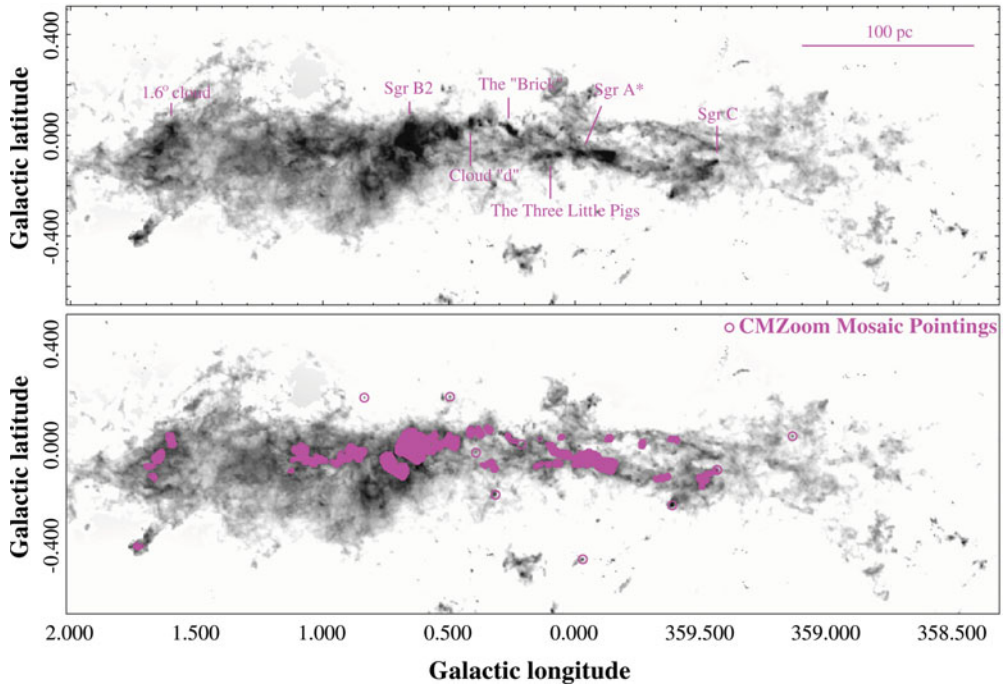 Galactic latitude
0.400
0.000
-0.400
100 pc
1.6° cloud
Sgr B2
The "Brick"
Sgr A*
Sgr C
Cloud "d"
The Three Little Pigs
Galactic latitude
0.400
0.000
-0.400
CMZoom Mosaic Pointings
2.000 1.500 1.000 0.500 0.000 359.500 359.000 358.500
Galactic longitude